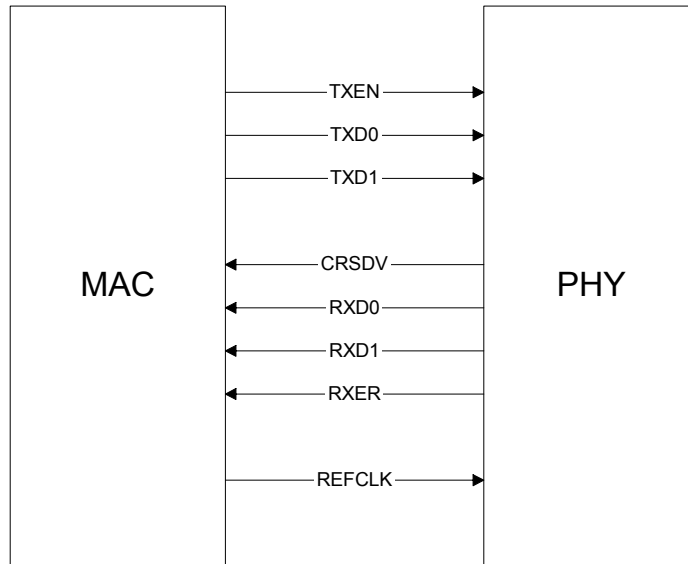 TXEN
TXD0
TXD1
CRSDV
MAC
PHY
RXD0
RXD1
RXER
REFCLK